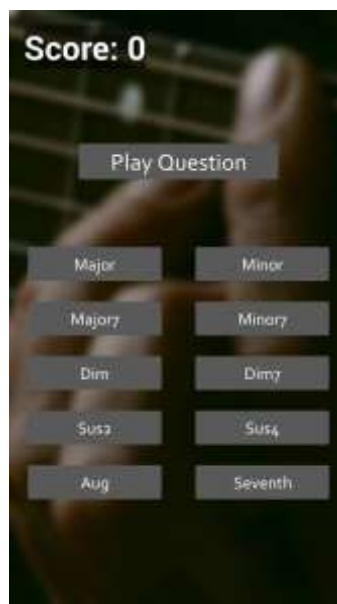 Score: 0
Play Question
Major Minor
Major7 Minor7
Dim Dim7
Sus2 Sus4
Aug Seventh